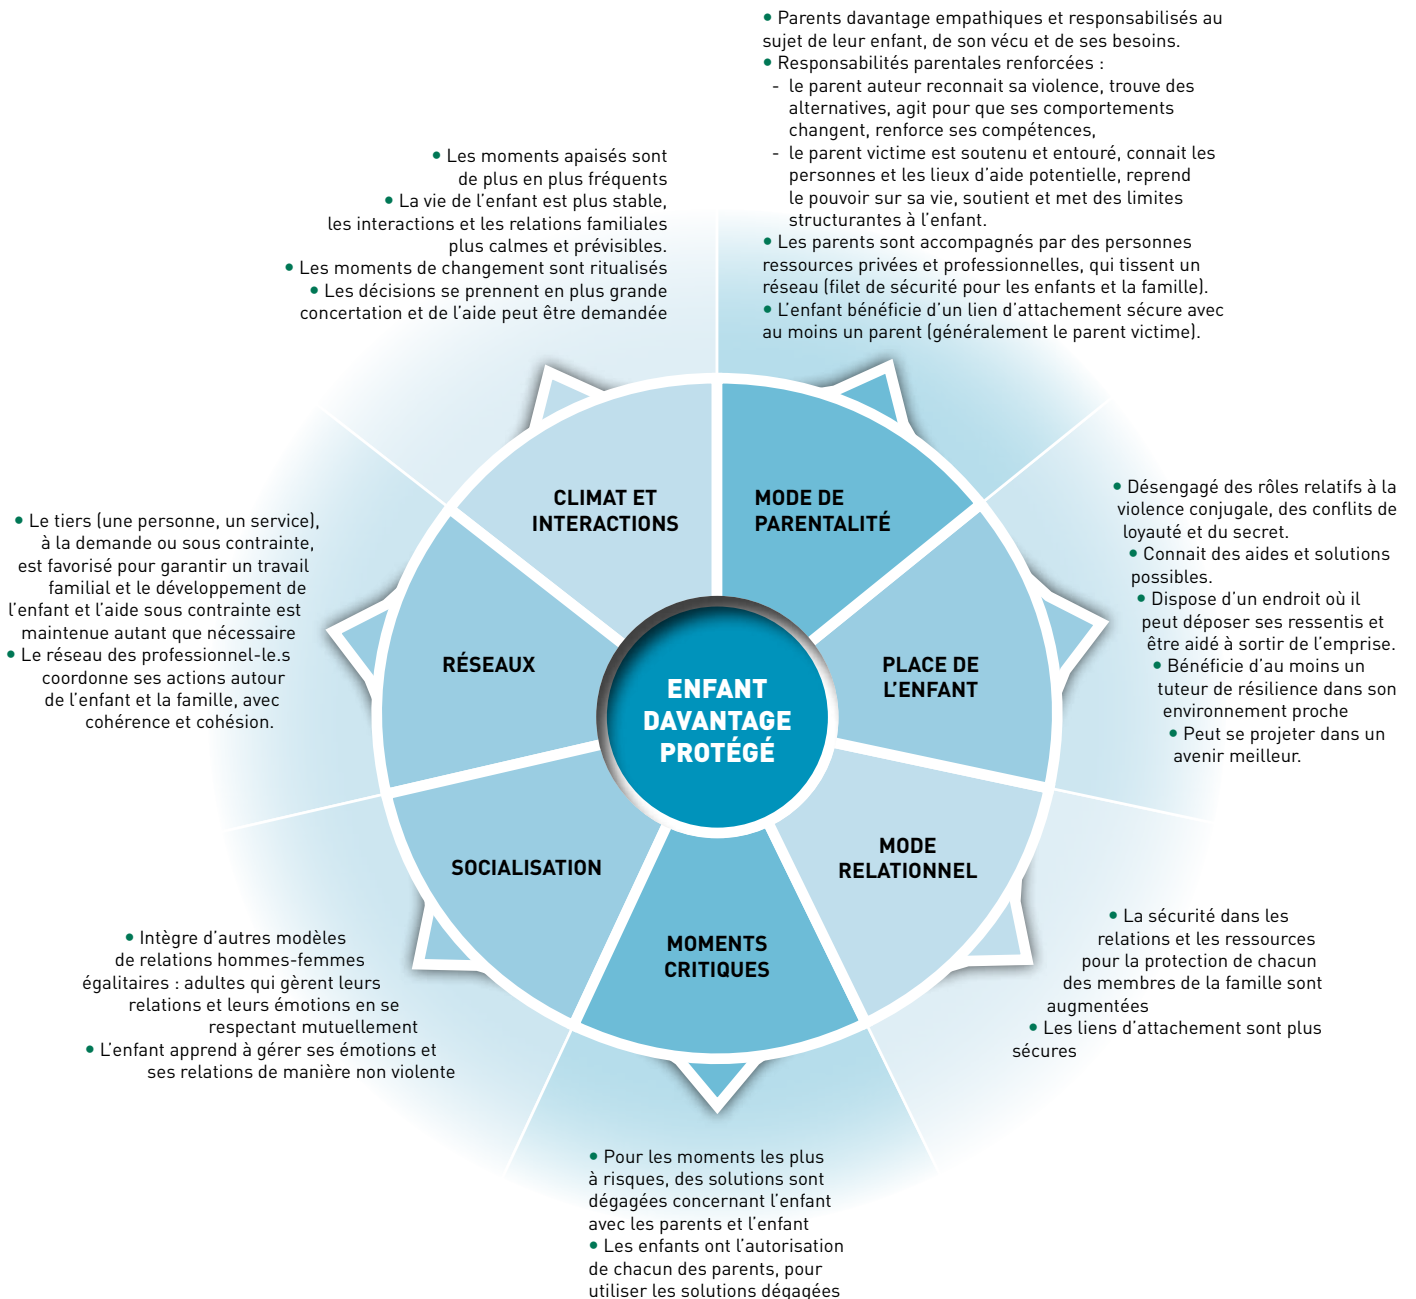 • Parents davantage empathiques et responsabilisés au
sujet de leur enfant, de son vécu et de ses besoins.
• Responsabilités parentales renforcées :
- le parent auteur reconnait sa violence, trouve des
alternatives, agit pour que ses comportements
changent, renforce ses compétences,
- le parent victime est soutenu et entouré, connait les
personnes et les lieux d'aide potentielle, reprend
le pouvoir sur sa vie, soutient et met des limites
structurantes à l'enfant.
• Les parents sont accompagnés par des personnes
ressources privées et professionnelles, qui tissent un
réseau (filet de sécurité pour les enfants et la famille).
• L'enfant bénéficie d'un lien d'attachement sécure avec
au moins un parent (généralement le parent victime).
• Les moments apaisés sont
de plus en plus fréquents
• La vie de l'enfant est plus stable,
les interactions et les relations familiales
plus calmes et prévisibles.
• Les moments de changement sont ritualisés
• Les décisions se prennent en plus grande
concertation et de l'aide peut être demandée
CLIMAT ET
INTERACTIONS
MODE DE
PARENTALITÉ
• Désengagé des rôles relatifs à la
violence conjugale, des conflits de
loyauté et du secret.
• Connait des aides et solutions
possibles.
• Dispose d'un endroit où il
peut déposer ses ressentis et
être aidé à sortir de l'emprise.
• Bénéficie d'au moins un
tuteur de résilience dans son
environnement proche
• Peut se projeter dans un
avenir meilleur.
• Le tiers (une personne, un service),
à la demande ou sous contrainte,
est favorisé pour garantir un travail
familial et le développement de
l'enfant et l'aide sous contrainte est
maintenue autant que nécessaire
• Le réseau des professionnel-le.s
coordonne ses actions autour
de l'enfant et la famille, avec
cohérence et cohésion.
RÉSEAUX
ENFANT
DAVANTAGE
PROTÉGÉ
PLACE DE
L'ENFANT
SOCIALISATION
MODE
RELATIONNEL
MOMENTS
CRITIQUES
• Intègre d'autres modèles
de relations hommes-femmes
égalitaires : adultes qui gèrent leurs
relations et leurs émotions en se
respectant mutuellement
• L'enfant apprend à gérer ses émotions et
ses relations de manière non violente
• La sécurité dans les
relations et les ressources
pour la protection de chacun
des membres de la famille sont
augmentées
• Les liens d'attachement sont plus
sécures
• Pour les moments les plus
à risques, des solutions sont
dégagées concernant l'enfant
avec les parents et l'enfant
• Les enfants ont l'autorisation
de chacun des parents, pour
utiliser les solutions dégagées